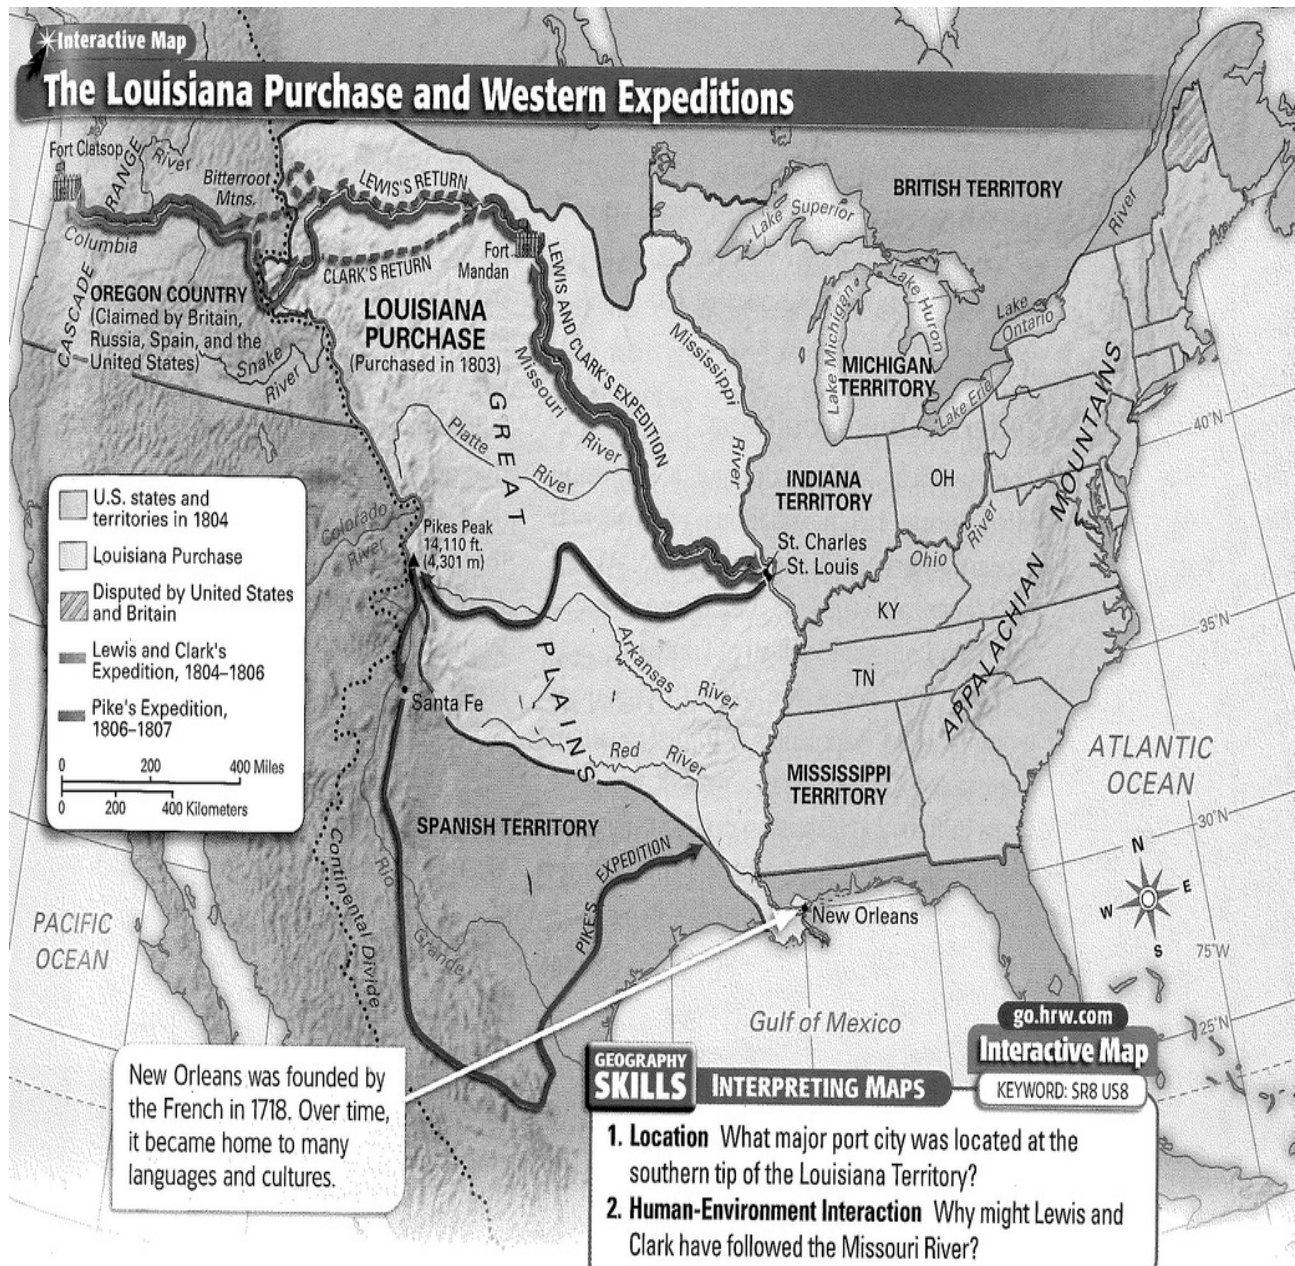 Interactive Map
The Louisiana Purchase and Western Expeditions
Fort Clatsop
RANGE
River
Bitterroot
Mtns.
LEWIS'S RETURN
BRITISH TERRITORY
River
Lake Superior
Columbia
CASCADE
Fort
Mandan
CLARK'S RETURN
LEWIS AND CLARK'S EXPEDITION
Lake Huron
Lake
Ontario
Lake Michigan
OREGON COUNTRY
(Claimed by Britain,
Russia, Spain, and the
United States)
Snake
River
LOUISIANA
PURCHASE
(Purchased in 1803)
Missouri
River
Mississippi
River
MICHIGAN
TERRITORY
Lake Erie
APPALACHIAN MOUNTAINS
40°N
GREAT
PLAINS
Platte
River
INDIANA
TERRITORY
OH
Ohio
River
U.S. states and
territories in 1804
Louisiana Purchase
Disputed by United States
and Britain
Lewis and Clark's
Expedition, 1804–1806
Pike's Expedition,
1806–1807
0 200 400 Miles
0 200 400 Kilometers
Colorado
River
Pikes Peak
14,110 ft.
(4,301 m)
St. Charles
St. Louis
KY
35°N
TN
Arkansas
River
Santa Fe
Red
River
MISSISSIPPI
TERRITORY
ATLANTIC
OCEAN
30°N
SPANISH TERRITORY
Continental Divide
Rio
Grande
PIKE'S EXPEDITION
New Orleans
N
E
W
S
75°W
PACIFIC
OCEAN
Gulf of Mexico
25°N
New Orleans was founded by
the French in 1718. Over time,
it became home to many
languages and cultures.
go.hrw.com
Interactive Map
KEYWORD: SR8 US8
GEOGRAPHY
SKILLS
INTERPRETING MAPS
1. Location What major port city was located at the
southern tip of the Louisiana Territory?
2. Human-Environment Interaction Why might Lewis and
Clark have followed the Missouri River?